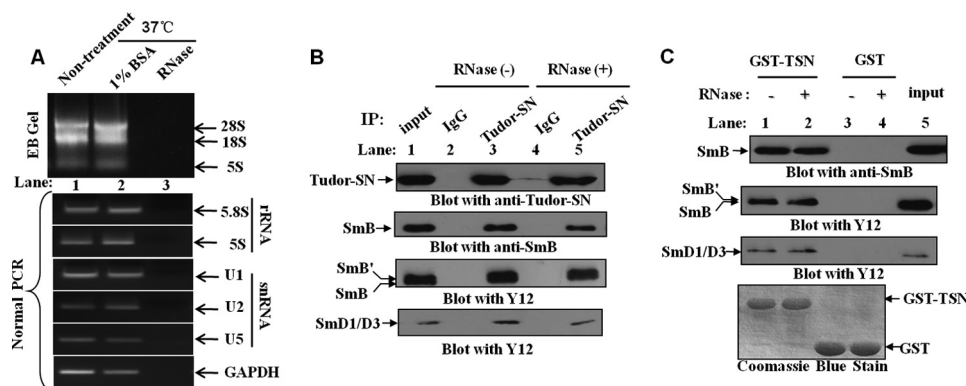 A
37℃
Non-treatment
1% BSA
RNase
EB Gel
28S
18S
5S
Lane: 1 2 3
Normal PCR
5.8S
5S
rRNA
U1
U2
U5
snRNA
GAPDH
B
RNase (-) RNase (+)
IP: input IgG Tudor-SN IgG Tudor-SN
Lane: 1 2 3 4 5
Tudor-SN
Blot with anti-Tudor-SN
SmB
Blot with anti-SmB
SmB'
SmB
Blot with Y12
SmD1/D3
Blot with Y12
C
GST-TSN GST
RNase : - + - + input
Lane: 1 2 3 4 5
SmB
Blot with anti-SmB
SmB'
SmB
Blot with Y12
SmD1/D3
Blot with Y12
GST-TSN
GST
Coomassie Blue Stain